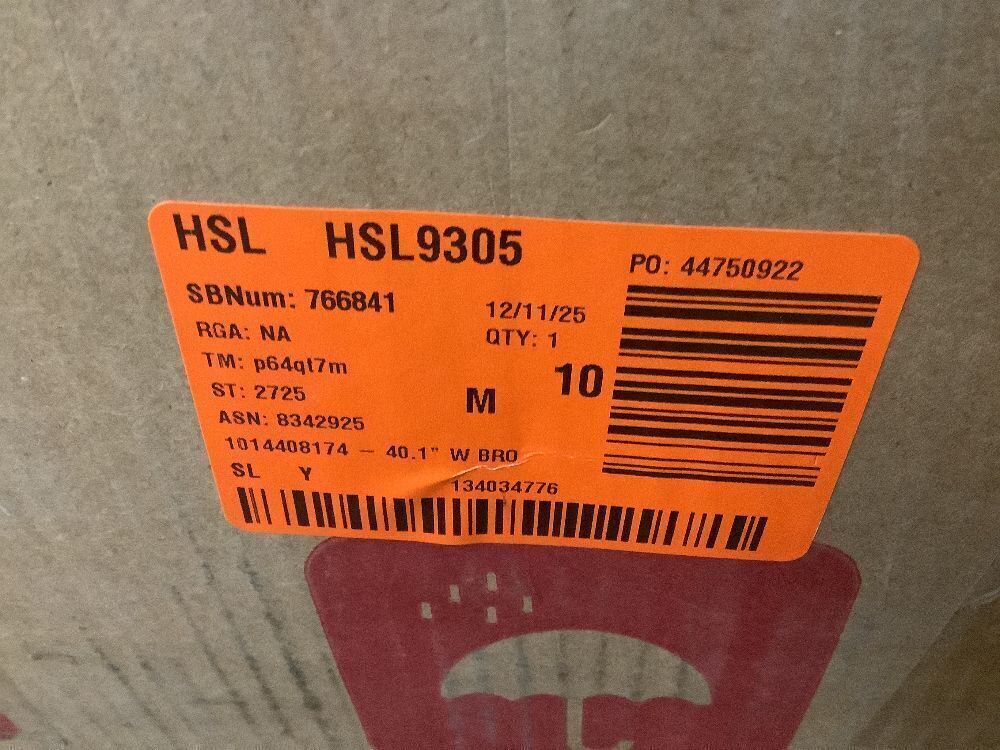 HSL HSL9305
PO: 44750922
SBNum: 766841
12/11/25
RGA: NA
QTY: 1
TM: p64qt7m
10
ST: 2725
M
ASN: 8342925
1014408174 – 40.1" W BRO
SL Y
134034776